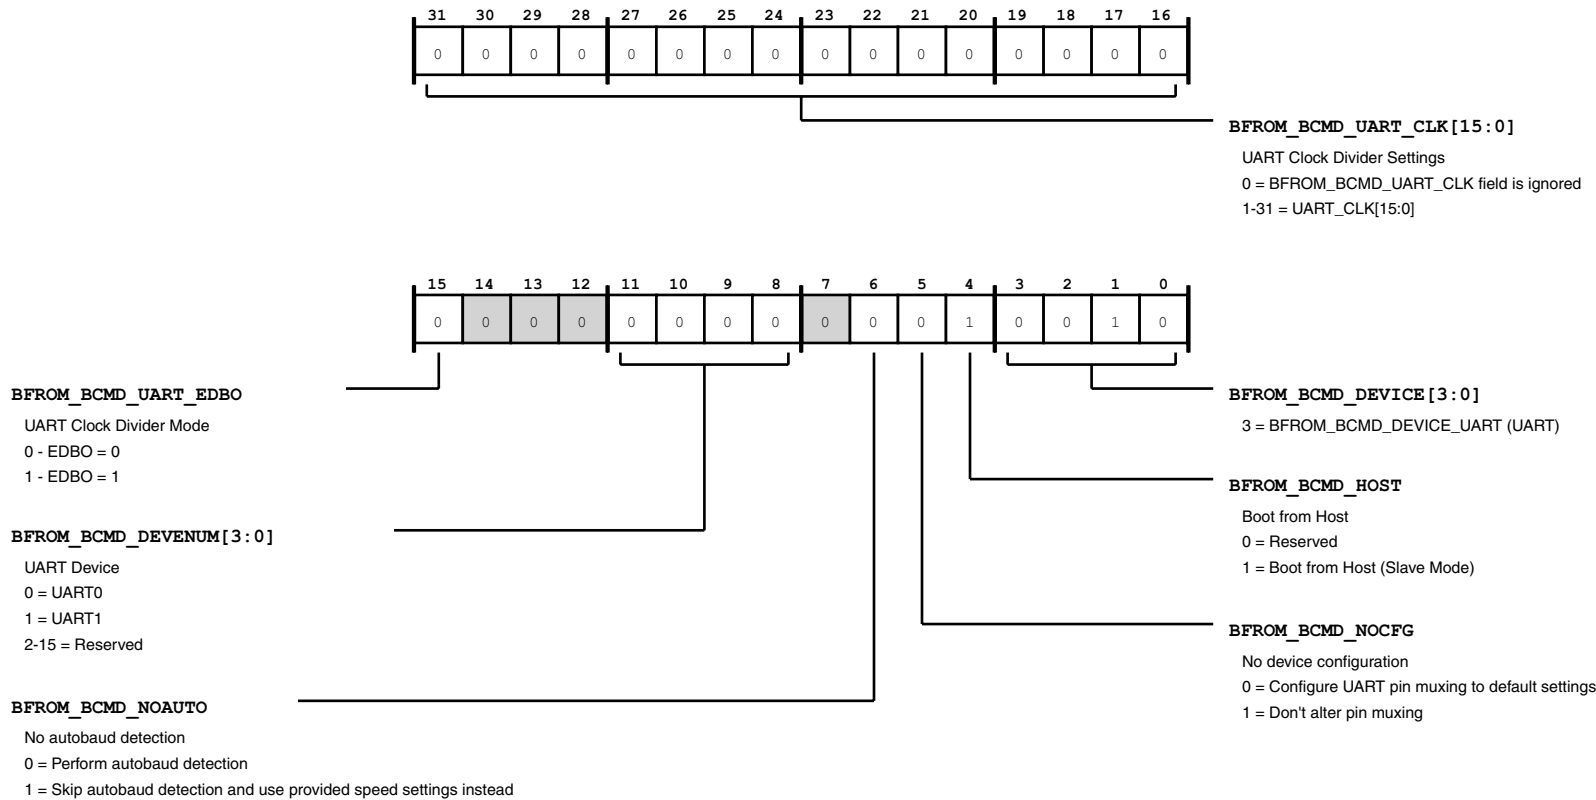 31 30 29 28 27 26 25 24 23 22 21 20 19 18 17 16
0 0 0 0 0 0 0 0 0 0 0 0 0 0 0 0
BFROM_BCMD_UART_CLK[15:0]
UART Clock Divider Settings
0 = BFROM_BCMD_UART_CLK field is ignored
1-31 = UART_CLK[15:0]
15 14 13 12 11 10 9 8 7 6 5 4 3 2 1 0
0 0 0 0 0 0 0 0 0 0 0 1 0 0 1 0
BFROM_BCMD_UART_EDBO
UART Clock Divider Mode
0 - EDBO = 0
1 - EDBO = 1
BFROM_BCMD_DEVENUM[3:0]
UART Device
0 = UART0
1 = UART1
2-15 = Reserved
BFROM_BCMD_NOAUTO
No autobaud detection
0 = Perform autobaud detection
1 = Skip autobaud detection and use provided speed settings instead
BFROM_BCMD_DEVICE[3:0]
3 = BFROM_BCMD_DEVICE_UART (UART)
BFROM_BCMD_HOST
Boot from Host
0 = Reserved
1 = Boot from Host (Slave Mode)
BFROM_BCMD_NOCFG
No device configuration
0 = Configure UART pin muxing to default settings
1 = Don't alter pin muxing